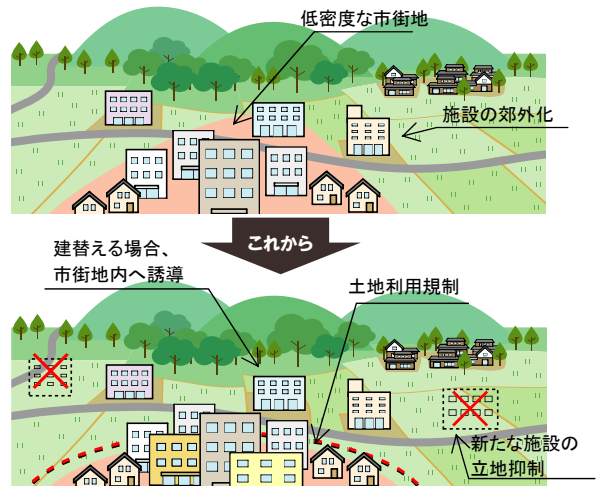 低密度な市街地
施設の郊外化
これから
建替える場合、
市街地内へ誘導
土地利用規制
新たな施設の
立地抑制